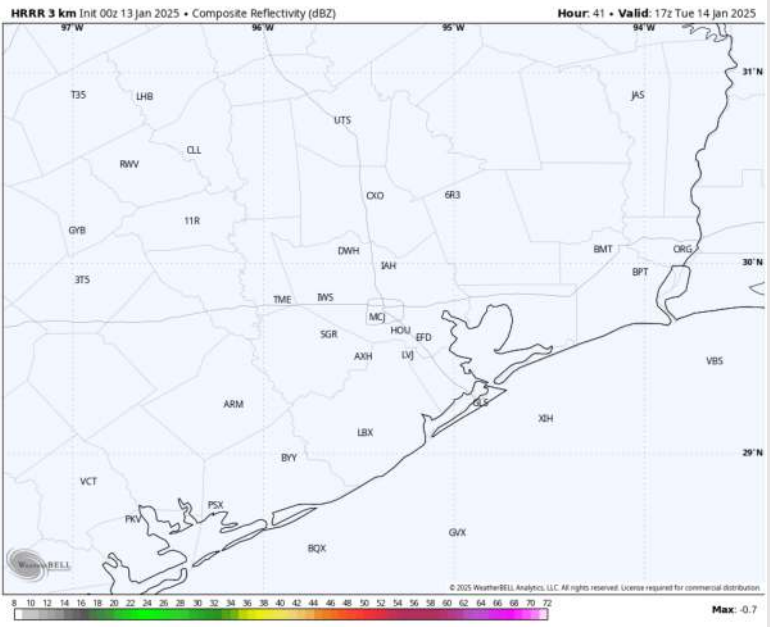 HRRR 3 km Init 00z 13 Jan 2025 • Composite Reflectivity (dBZ)
Hour: 41 • Valid: 17z Tue 14 Jan 2025
97°W 96°W 95°W 94°W
31°N
T35 LHB JAS
UTS
CLL
RWV
CXO 6R3
11R
GYB
DWH BMT ORG
IAH 30°N
BPT
3T5
TME IWS
MCJ
SGR HOU EFD
AXH LVJ
VBS
ARM GLS
XIH
LBX
29°N
BYY
VCT
PSX
PKV
GVX
BQX
WeatherBELL
© 2025 WeatherBELL Analytics, LLC. All rights reserved. License required for commercial distribution.
8 10 12 14 16 18 20 22 24 26 28 30 32 34 36 38 40 42 44 46 48 50 52 54 56 58 60 62 64 66 68 70 72
Max: -0.7